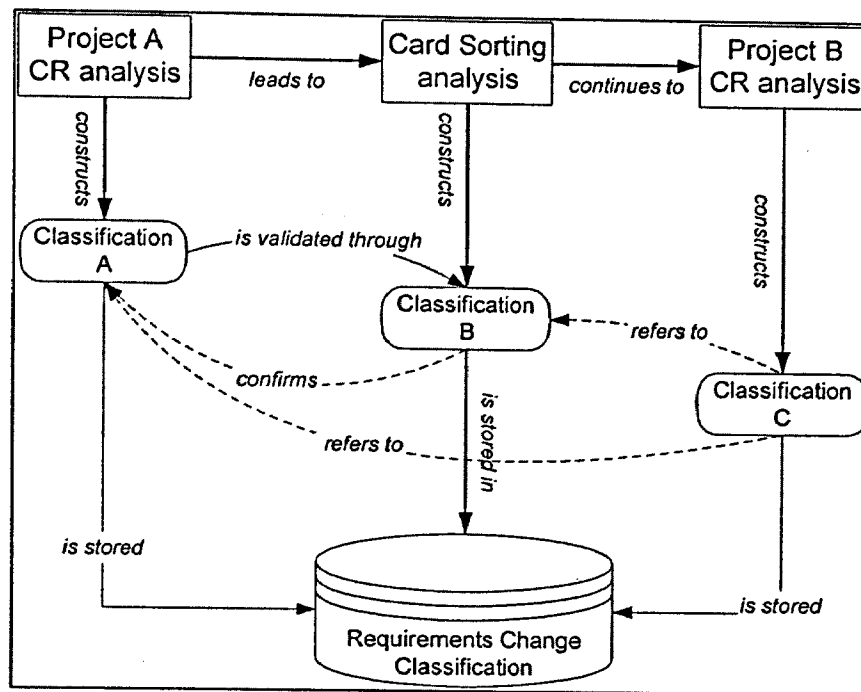 Project A
CR analysis
leads to
Card Sorting
analysis
continues to
Project B
CR analysis
constructs
constructs
constructs
Classification
A
is validated through
Classification
B
refers to
confirms
Classification
C
refers to
is stored in
is stored
is stored
Requirements Change
Classification